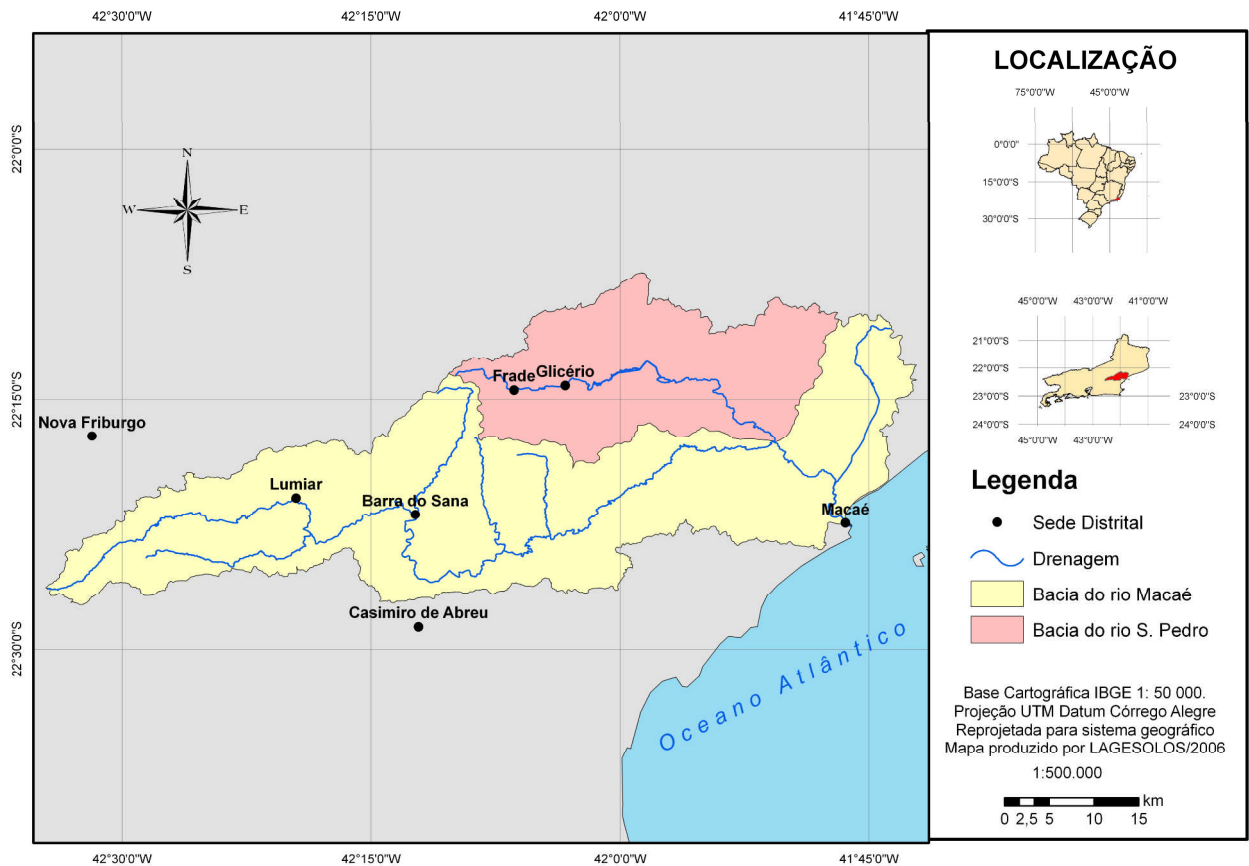 42°30'0"W
42°15'0"W
42°0'0"W
41°45'0"W
22°0'0"S
22°15'0"S
22°30'0"S
N
W
E
S
Frade
Glicério
Nova Friburgo
Lumiar
Barra do Sana
Macaé
Casimiro de Abreu
Oceano Atlântico
42°30'0"W
42°15'0"W
42°0'0"W
41°45'0"W
LOCALIZAÇÃO
75°0'0"W
45°0'0"W
0°0'0"
15°0'0"S
30°0'0"S
45°0'0"W
43°0'0"W
41°0'0"W
21°0'0"S
22°0'0"S
23°0'0"S
23°0'0"S
24°0'0"S
24°0'0"S
45°0'0"W
43°0'0"W
Legenda
Sede Distrital
Drenagem
Bacia do rio Macaé
Bacia do rio S. Pedro
Base Cartográfica IBGE 1: 50 000.
Projeção UTM Datum Córrego Alegre
Reprojetada para sistema geográfico
Mapa produzido por LAGESOLOS/2006
1:500.000
km
0 2,5 5 10 15